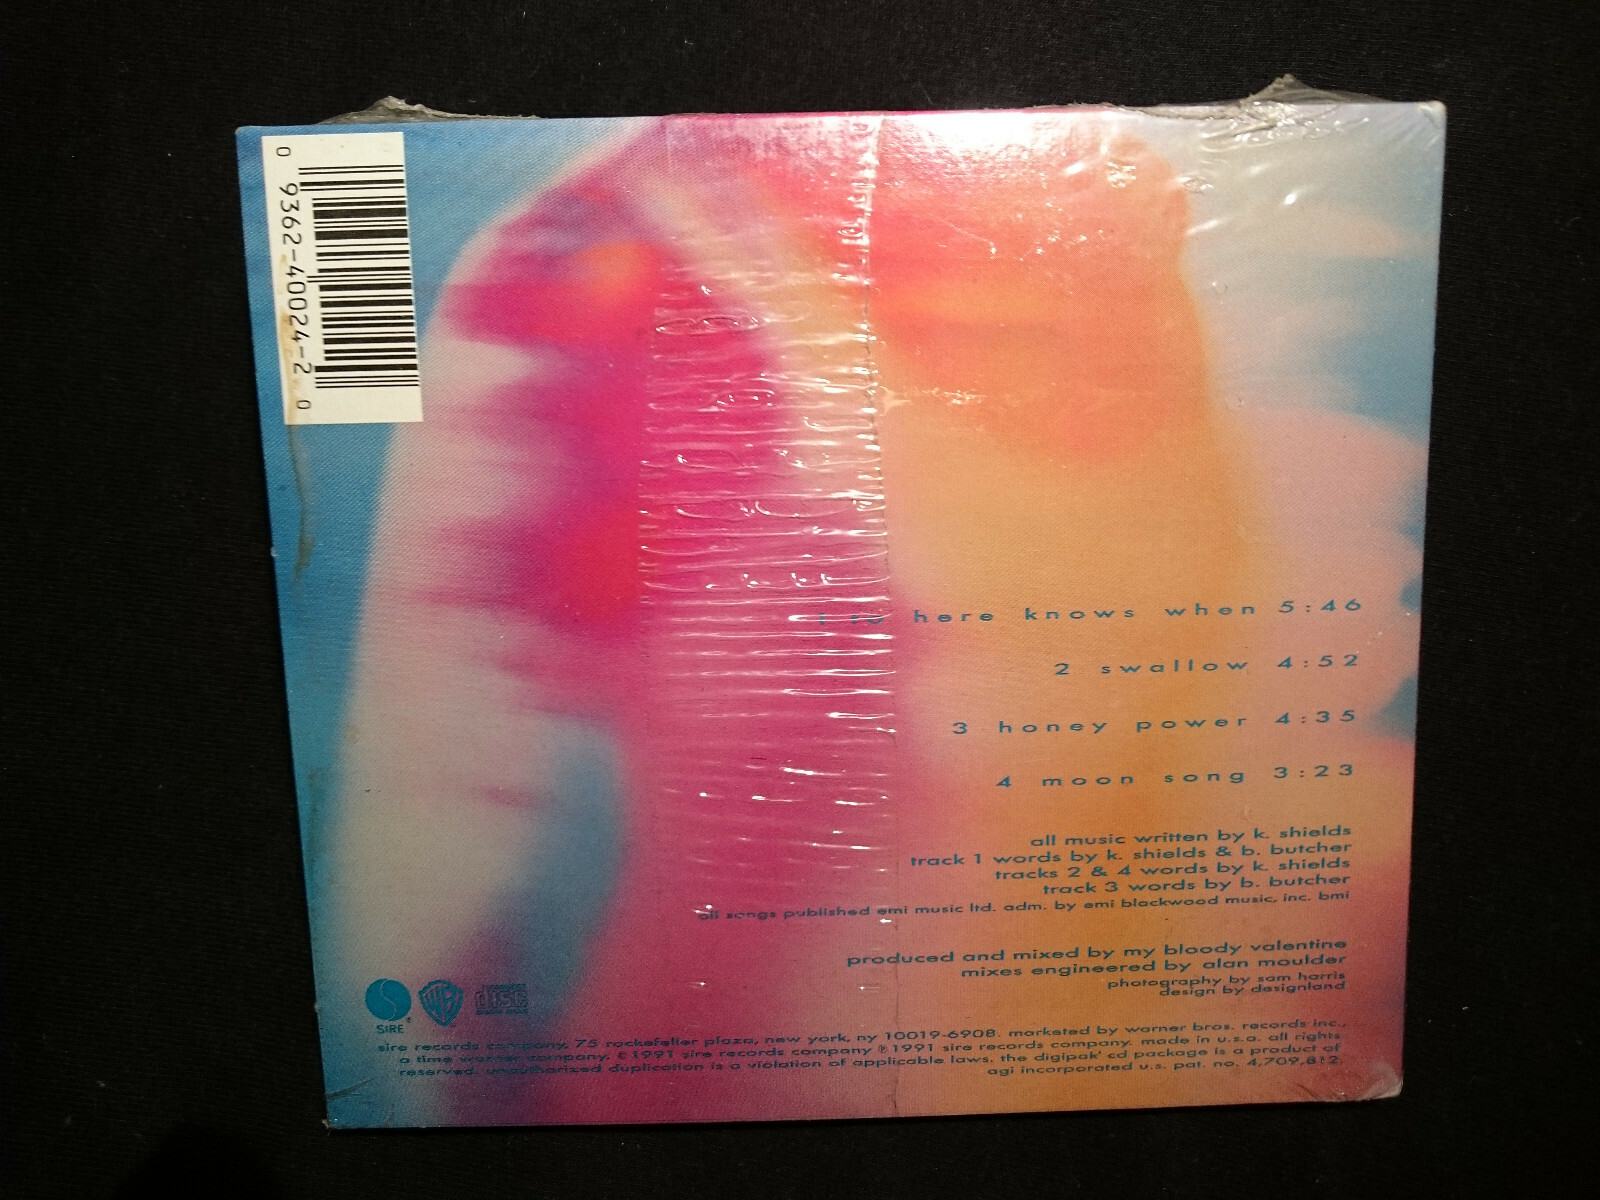 0 9362-40024-2 0
1 to here knows when 5:46
2 swallow 4:52
3 honey power 4:35
4 moon song 3:23
all music written by k. shields
track 1 words by k. shields & b. butcher
tracks 2 & 4 words by k. shields
track 3 words by b. butcher
all songs published emi music ltd. adm. by emi blackwood music, inc. bmi
produced and mixed by my bloody valentine
mixes engineered by alan moulder
photography by sam harris
design by designland
SIRE
WB
disc
sire records company, 75 rockefeller plaza, new york, ny 10019-6908. marketed by warner bros. records inc.,
a time warner company. ©1991 sire records company ℗1991 sire records company. made in u.s.a. all rights
reserved. unauthorized duplication is a violation of applicable laws. the digipak® cd package is a product of
agi incorporated u.s. pat. no. 4,709,812.